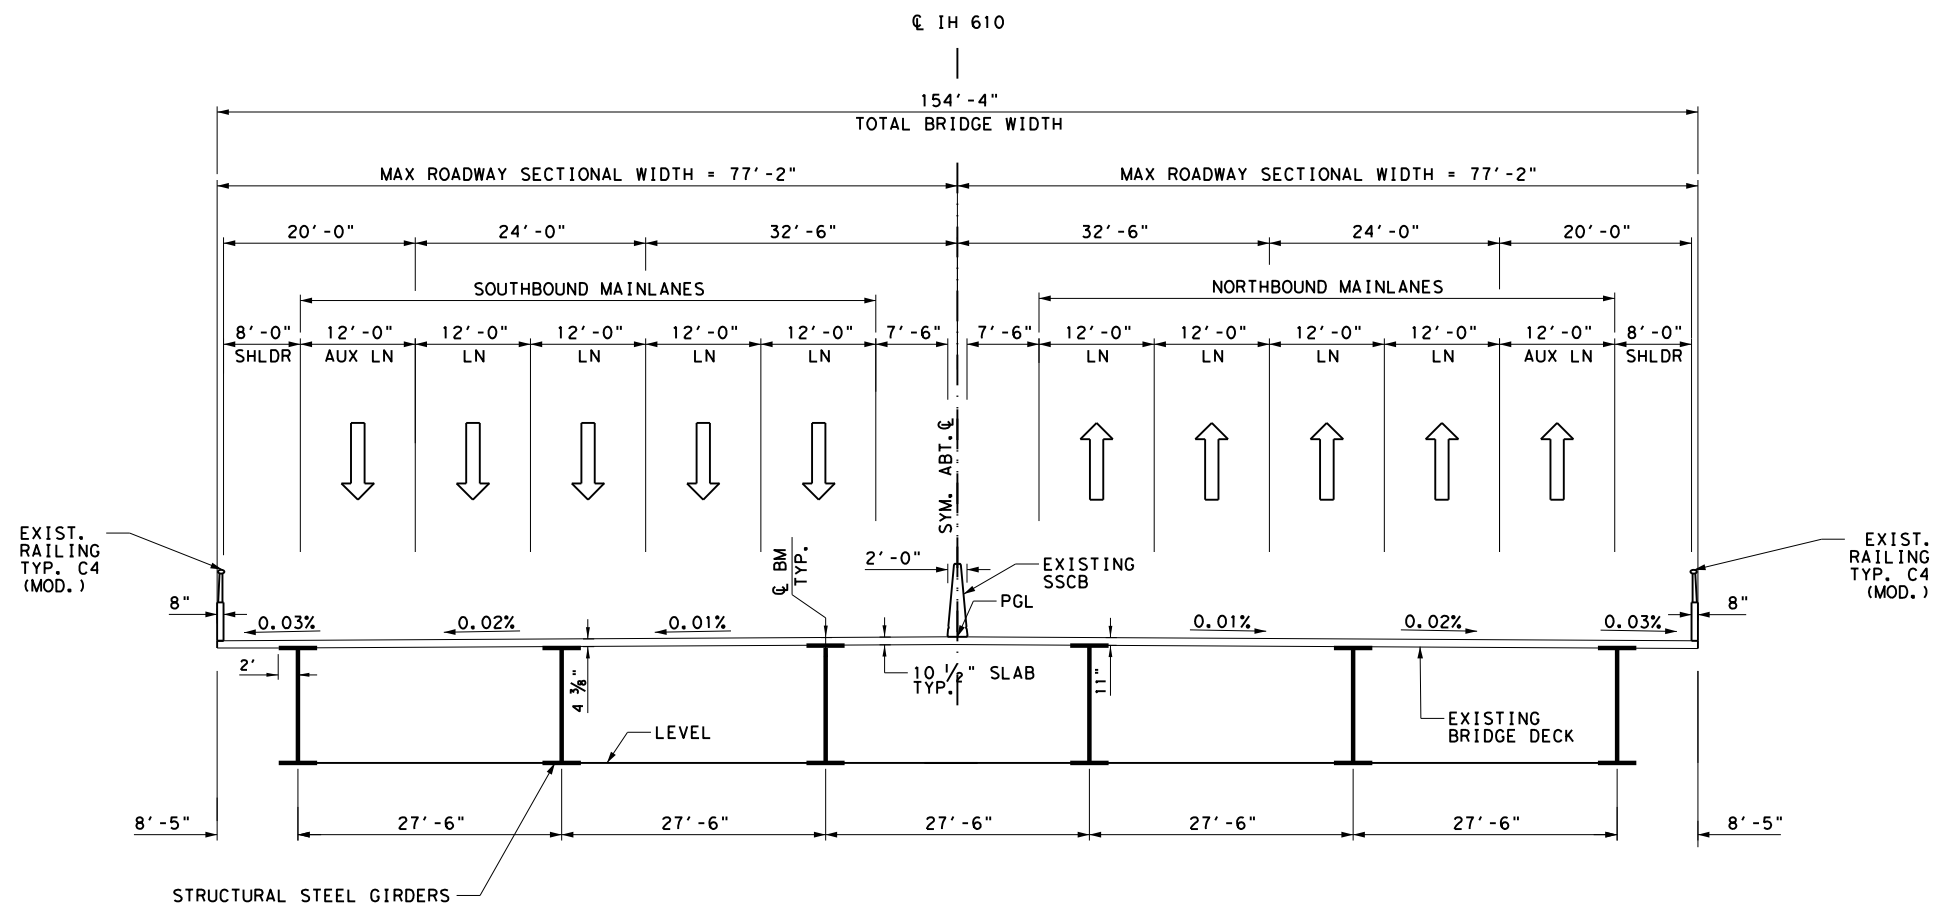 ℄ IH 610
154'-4"
TOTAL BRIDGE WIDTH
MAX ROADWAY SECTIONAL WIDTH = 77'-2"
MAX ROADWAY SECTIONAL WIDTH = 77'-2"
20'-0"
24'-0"
32'-6"
32'-6"
24'-0"
20'-0"
SOUTHBOUND MAINLANES
NORTHBOUND MAINLANES
8'-0"
SHLDR
12'-0"
AUX LN
12'-0"
LN
12'-0"
LN
12'-0"
LN
12'-0"
LN
7'-6"
7'-6"
12'-0"
LN
12'-0"
LN
12'-0"
LN
12'-0"
LN
12'-0"
AUX LN
8'-0"
SHLDR
SYM. ABT. ℄
EXIST.
RAILING
TYP. C4
(MOD.)
℄ BM
TYP.
2'-0"
EXISTING
SSCB
PGL
EXIST.
RAILING
TYP. C4
(MOD.)
8"
0.03%
0.02%
0.01%
0.01%
0.02%
0.03%
8"
2'
4 ⅜"
10 ½" SLAB
TYP.
11"
LEVEL
EXISTING
BRIDGE DECK
8'-5"
27'-6"
27'-6"
27'-6"
27'-6"
27'-6"
8'-5"
STRUCTURAL STEEL GIRDERS